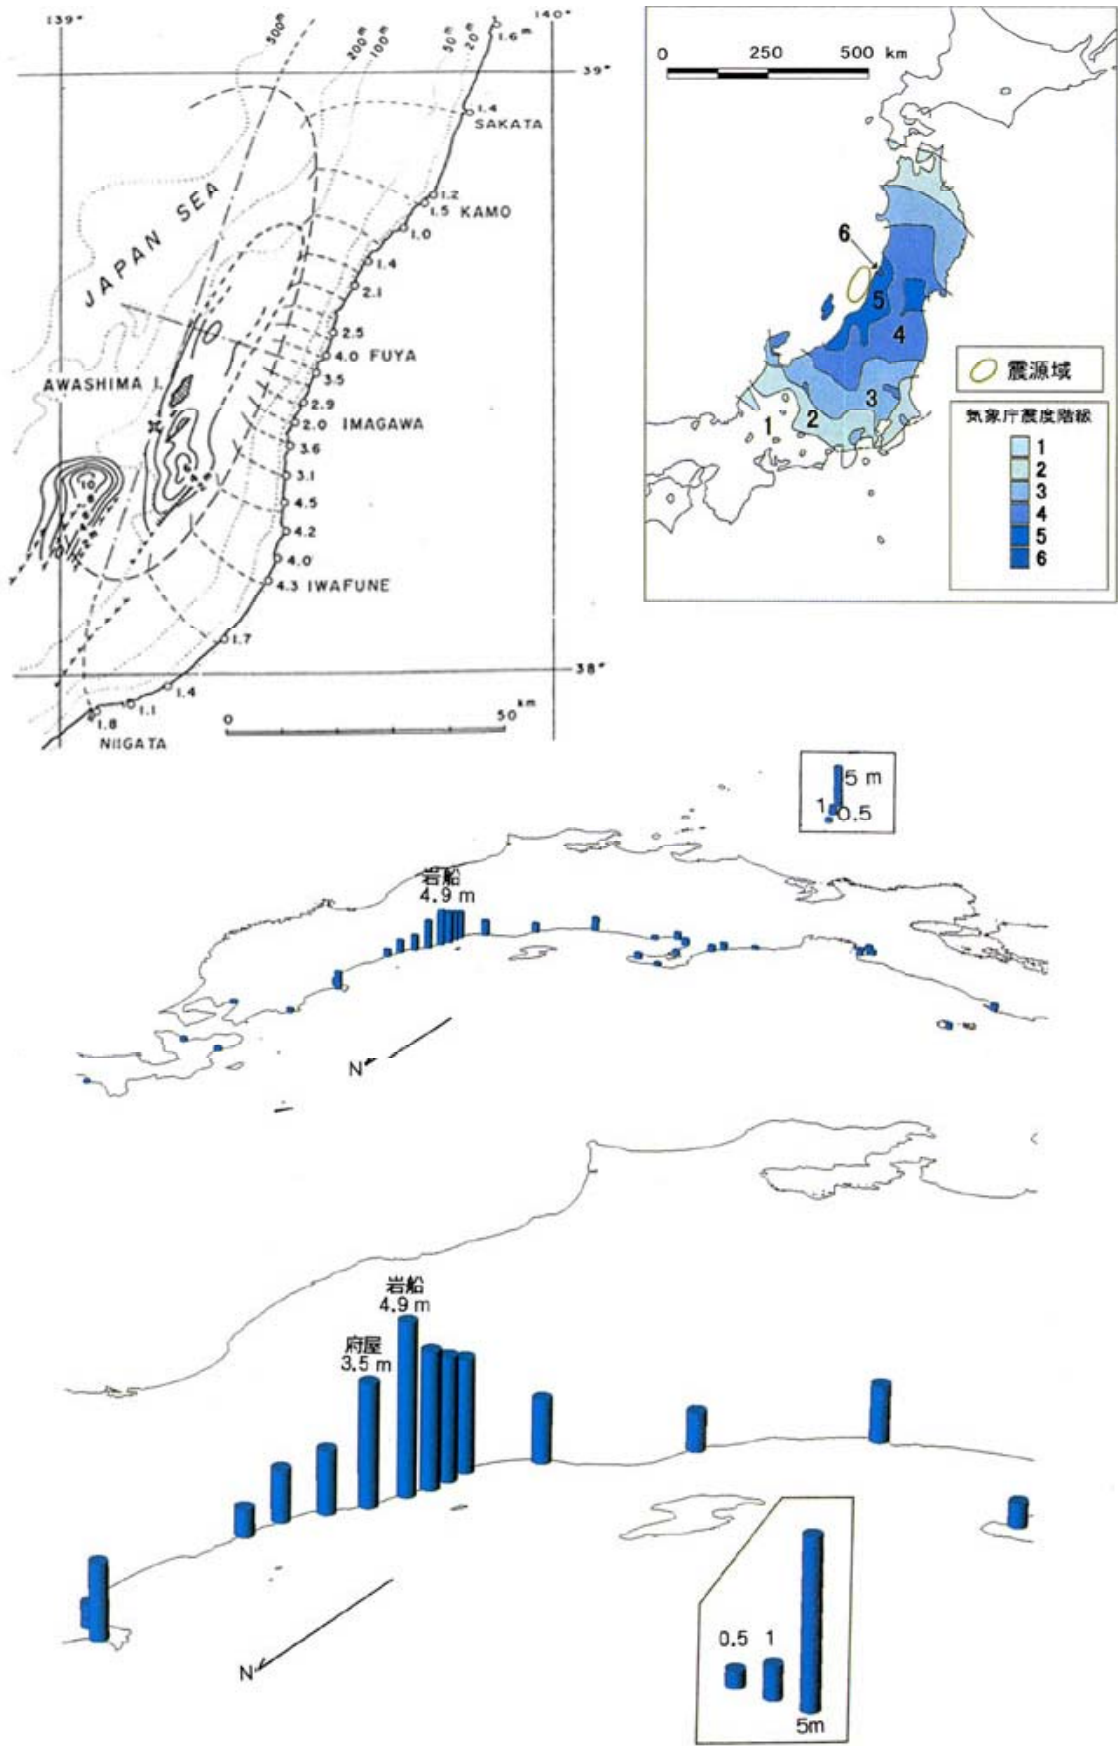 139°
140°
500m
200m
100m
50m
20m
1.6m
39°
1.4
SAKATA
1.2
1.5 KAMO
1.0
1.4
2.1
2.5
4.0 FUYA
3.5
2.9
2.0 IMAGAWA
3.6
3.1
4.5
4.2
4.0
4.3 IWAFUNE
1.7
38°
1.4
1.1
1.8
NIIGATA
JAPAN SEA
AWASHIMA I.
10
0
50 km
0 250 500 km
6
5
4
3
2
1
震源域
気象庁震度階級
1
2
3
4
5
6
5 m
1
0.5
岩船
4.9 m
N
岩船
4.9 m
府屋
3.5 m
N
0.5
1
5m